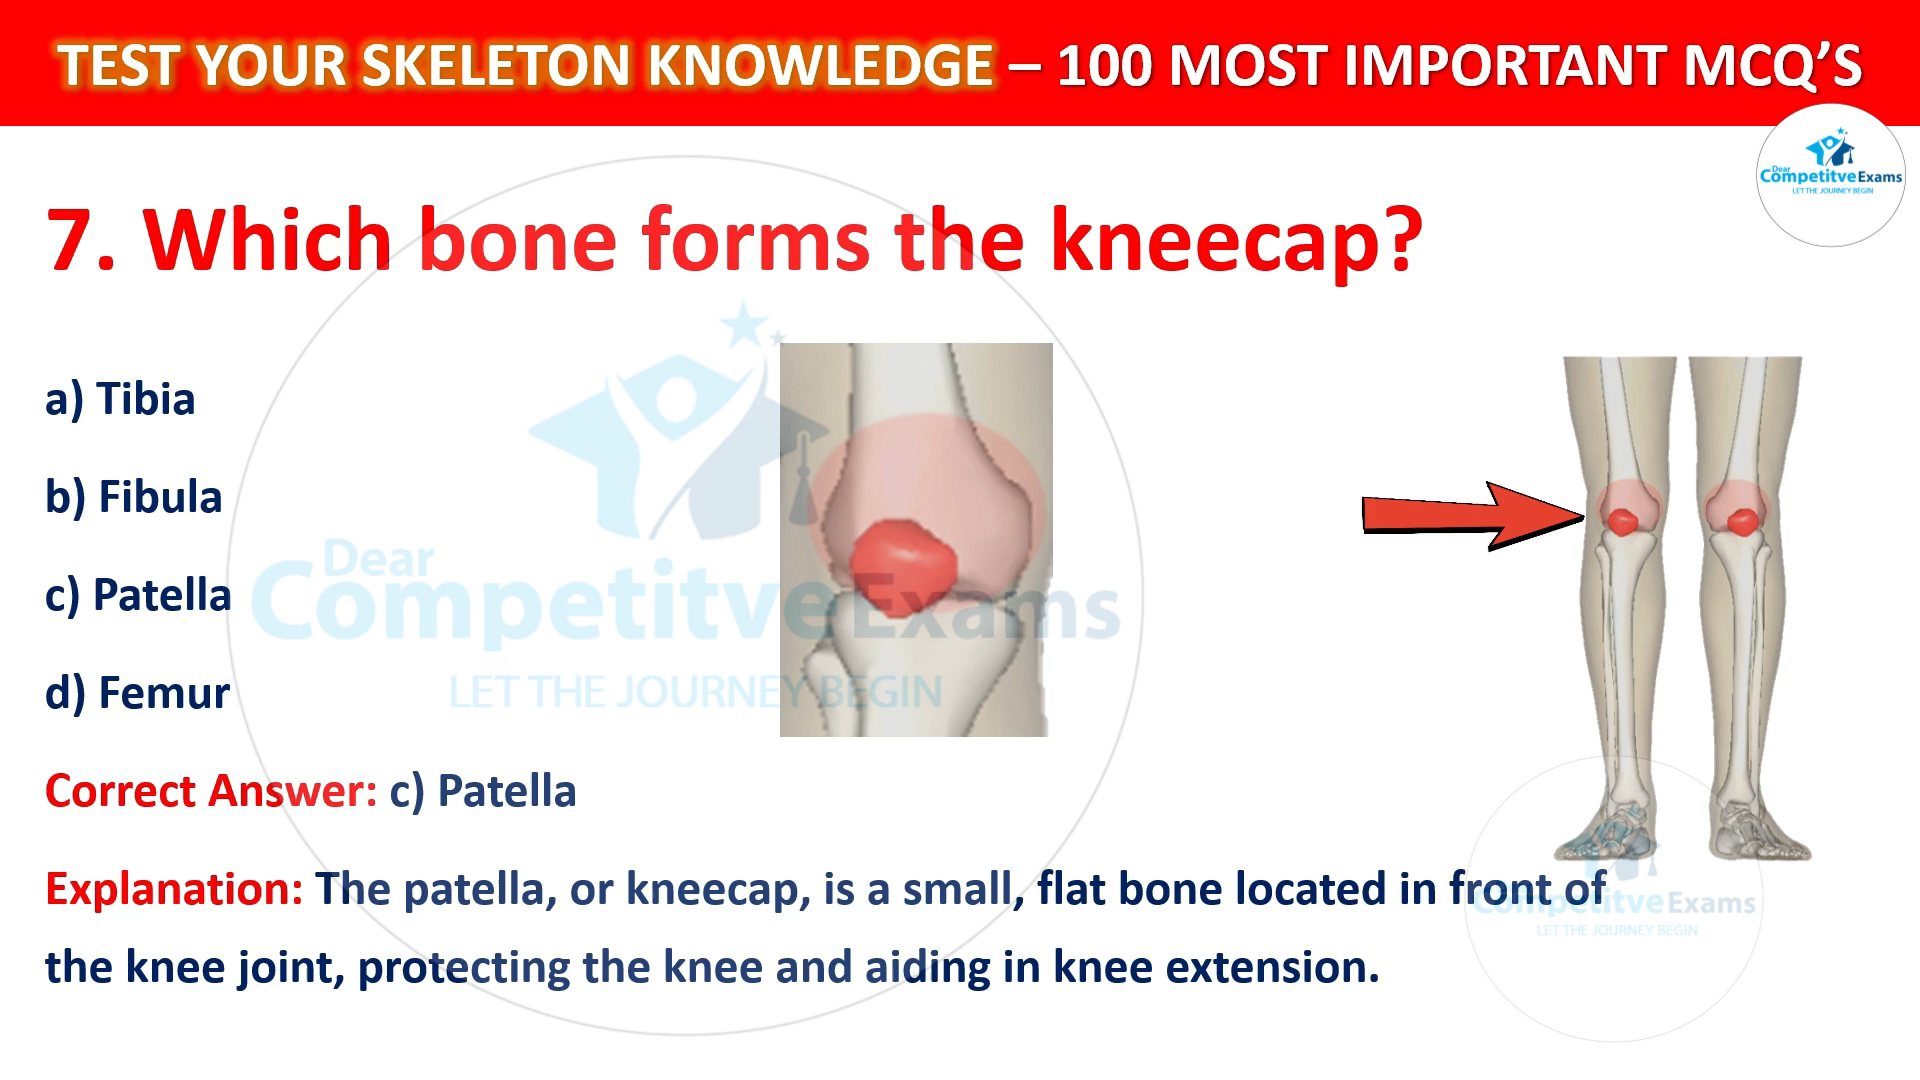 TEST YOUR SKELETON KNOWLEDGE – 100 MOST IMPORTANT MCQ’S
Dear
CompetitveExams
LET THE JOURNEY BEGIN
7. Which bone forms the kneecap?
a) Tibia
b) Fibula
c) Patella
d) Femur
Dear
CompetitveExams
LET THE JOURNEY BEGIN
Correct Answer: c) Patella
Explanation: The patella, or kneecap, is a small, flat bone located in front of
the knee joint, protecting the knee and aiding in knee extension.
CompetitveExams
LET THE JOURNEY BEGIN